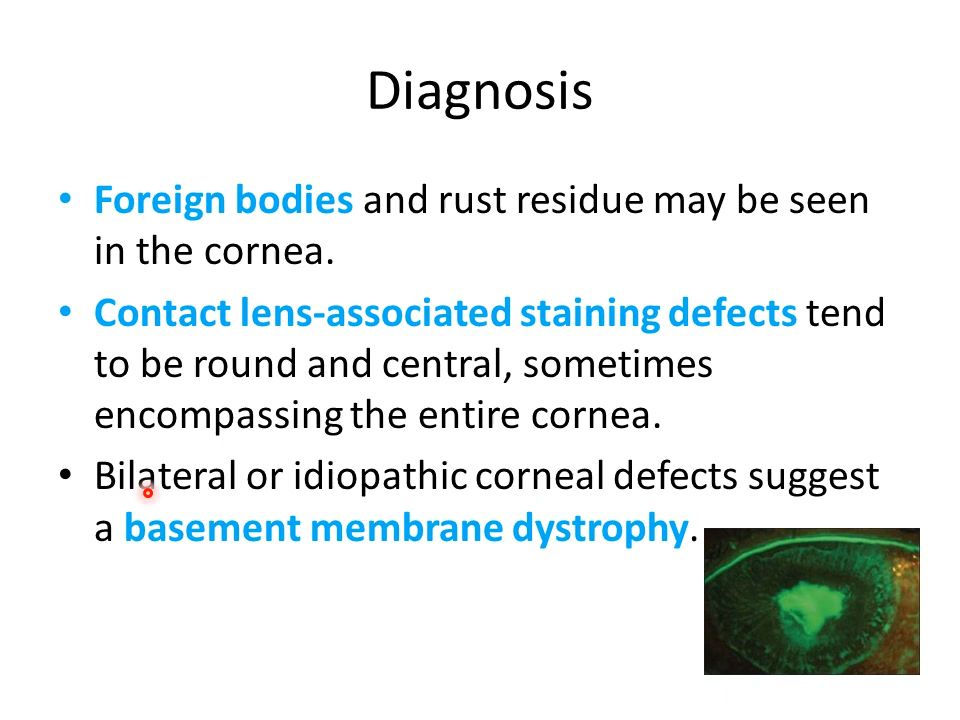 Diagnosis
• Foreign bodies and rust residue may be seen
in the cornea.
• Contact lens-associated staining defects tend
to be round and central, sometimes
encompassing the entire cornea.
• Bilateral or idiopathic corneal defects suggest
a basement membrane dystrophy.